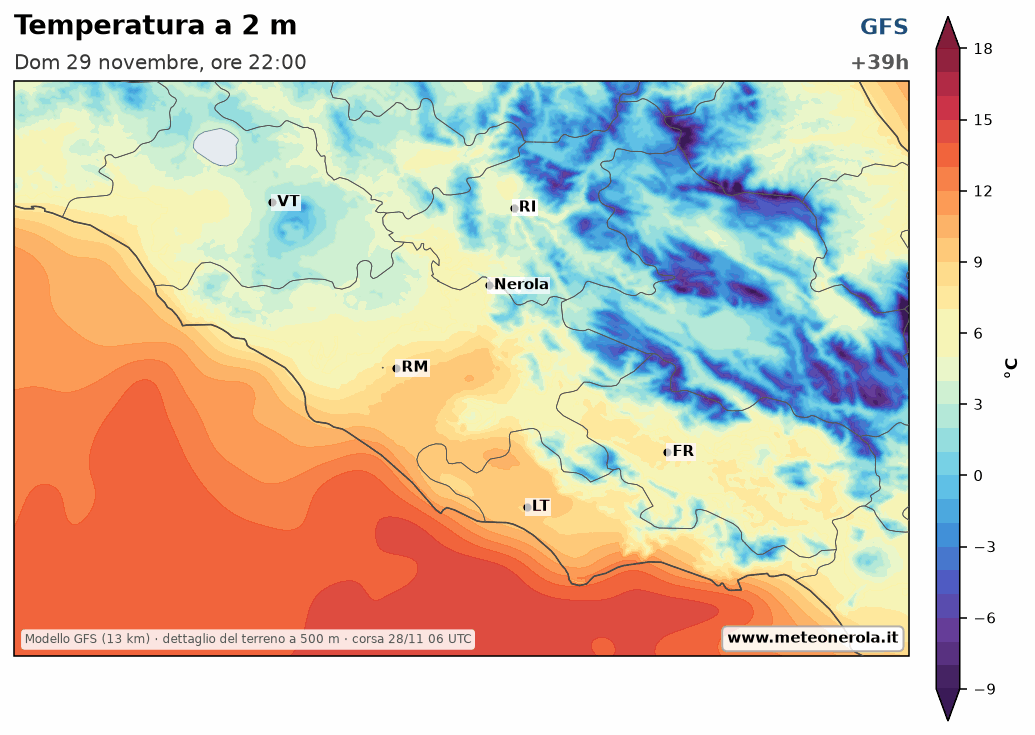 Temperatura a 2 m
GFS
Dom 29 novembre, ore 22:00
+39h
VT
RI
Nerola
RM
FR
LT
18
15
12
9
6
3
0
−3
−6
−9
°C
Modello GFS (13 km) · dettaglio del terreno a 500 m · corsa 28/11 06 UTC
www.meteonerola.it